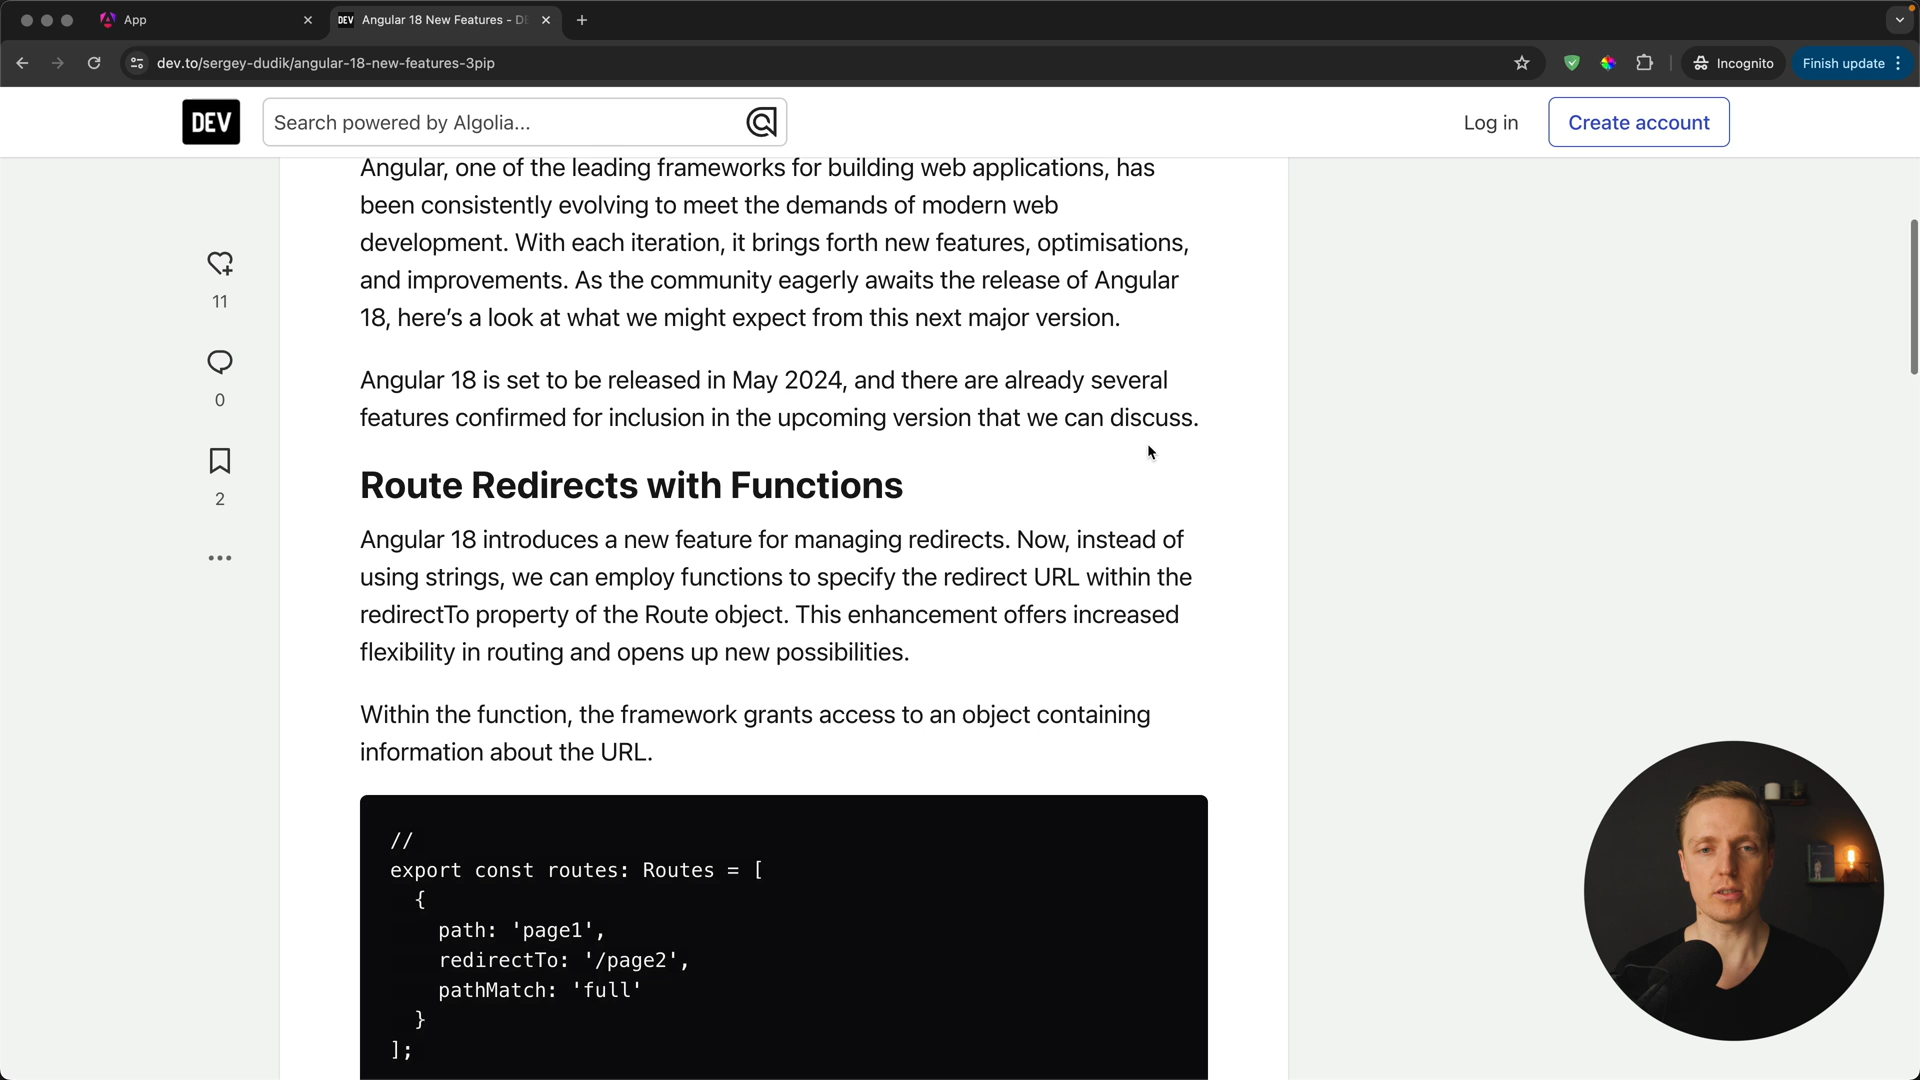 App
DEV
Angular 18 New Features - D
dev.to/sergey-dudik/angular-18-new-features-3pip
Incognito
Finish update
DEV
Search powered by Algolia...
Log in
Create account
Angular, one of the leading frameworks for building web applications, has
been consistently evolving to meet the demands of modern web
development. With each iteration, it brings forth new features, optimisations,
and improvements. As the community eagerly awaits the release of Angular
18, here’s a look at what we might expect from this next major version.
11
0
2
Angular 18 is set to be released in May 2024, and there are already several
features confirmed for inclusion in the upcoming version that we can discuss.
Route Redirects with Functions
Angular 18 introduces a new feature for managing redirects. Now, instead of
using strings, we can employ functions to specify the redirect URL within the
redirectTo property of the Route object. This enhancement offers increased
flexibility in routing and opens up new possibilities.
Within the function, the framework grants access to an object containing
information about the URL.
//
export const routes: Routes = [
{
path: 'page1',
redirectTo: '/page2',
pathMatch: 'full'
}
];